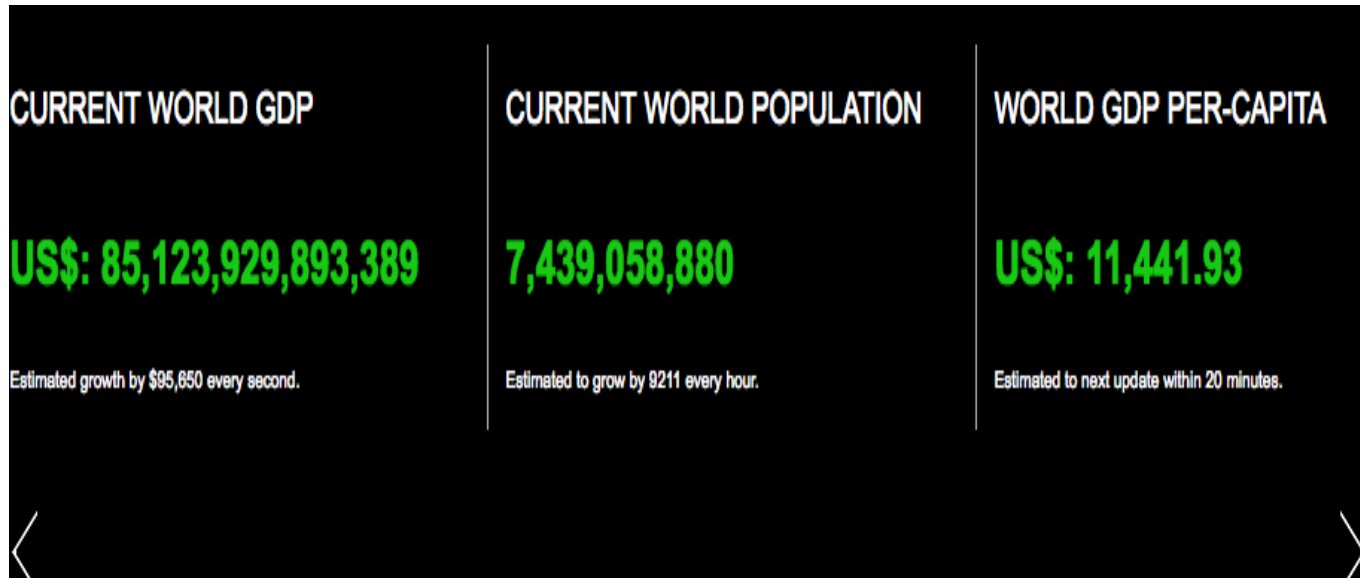 CURRENT WORLD GDP
US$: 85,123,929,893,389
Estimated growth by $95,650 every second.
CURRENT WORLD POPULATION
7,439,058,880
Estimated to grow by 9211 every hour.
WORLD GDP PER-CAPITA
US$: 11,441.93
Estimated to next update within 20 minutes.